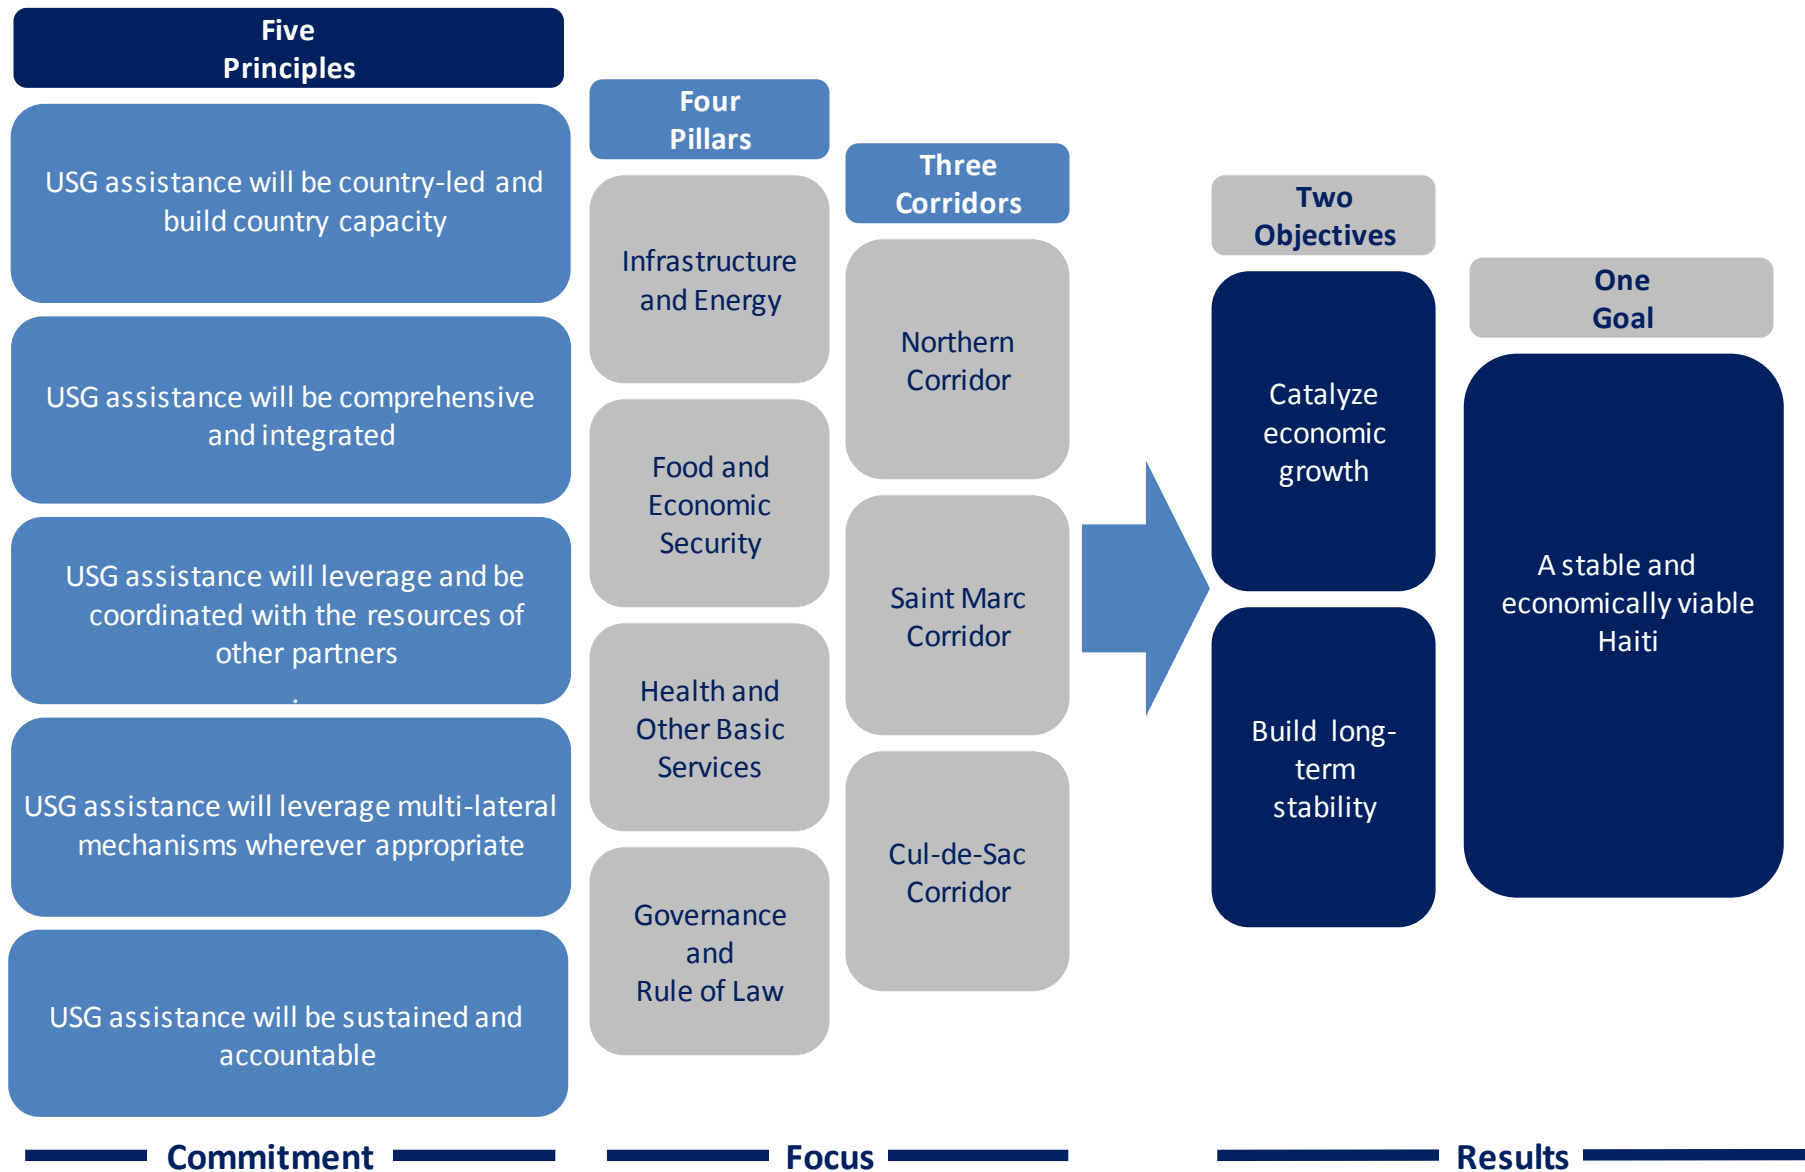 Five
Principles
USG assistance will be country-led and
build country capacity
USG assistance will be comprehensive
and integrated
USG assistance will leverage and be
coordinated with the resources of
other partners
.
USG assistance will leverage multi-lateral
mechanisms wherever appropriate
USG assistance will be sustained and
accountable
Commitment
Four
Pillars
Infrastructure
and Energy
Food and
Economic
Security
Health and
Other Basic
Services
Governance
and
Rule of Law
Three
Corridors
Northern
Corridor
Saint Marc
Corridor
Cul-de-Sac
Corridor
Focus
Two
Objectives
Catalyze
economic
growth
Build long-
term
stability
One
Goal
A stable and
economically viable
Haiti
Results